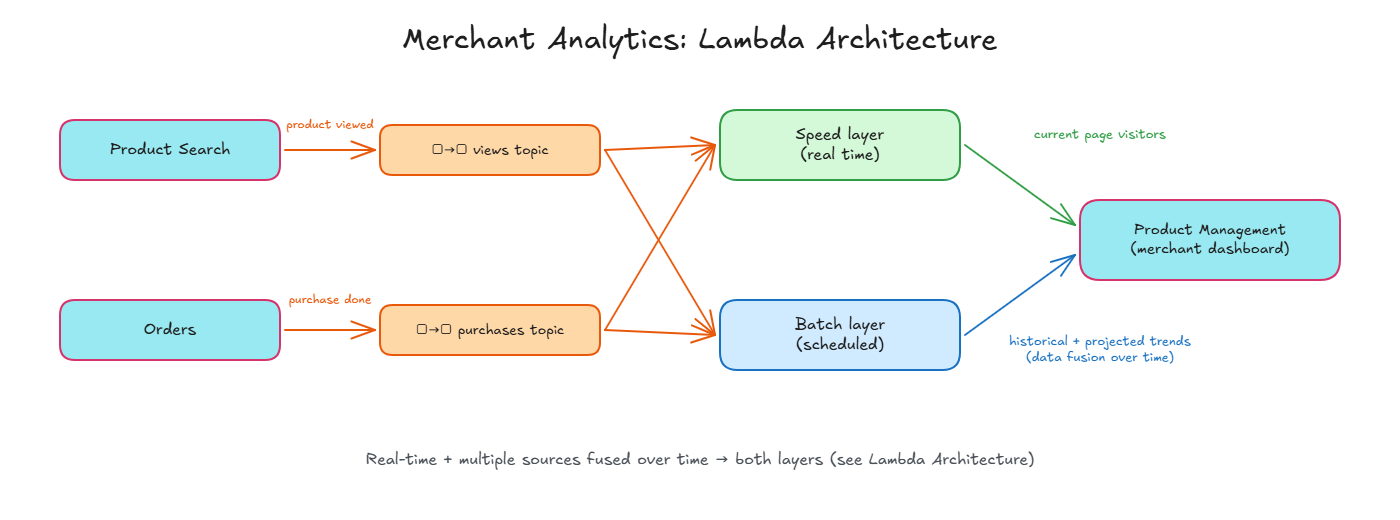 Merchant Analytics: Lambda Architecture
product viewed
Product Search
□→□ views topic
Speed layer
(real time)
current page visitors
Product Management
(merchant dashboard)
purchase done
Orders
□→□ purchases topic
Batch layer
(scheduled)
historical + projected trends
(data fusion over time)
Real-time + multiple sources fused over time → both layers (see Lambda Architecture)